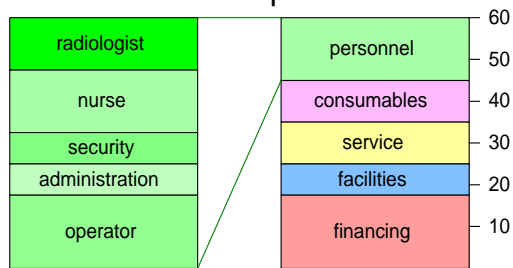 radiologist
nurse
security
administration
operator
personnel
consumables
service
facilities
financing
60
50
40
30
20
10